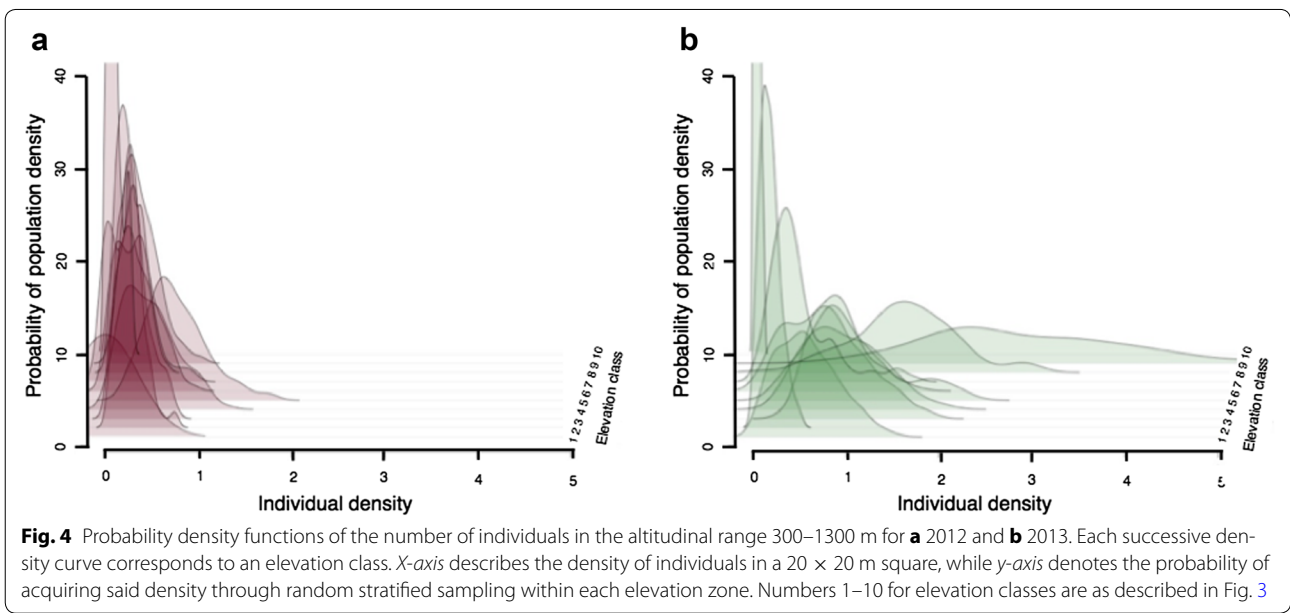 a
b
Probability of population density
40
30
20
10
0
0 1 2 3 4 5
Individual density
1 2 3 4 5 6 7 8 9 10
Elevation class
Probability of population density
40
30
20
10
0
0 1 2 3 4
Individual density
1 2 3 4 5 6 7 8 9 10
Elevation class
Fig. 4 Probability density functions of the number of individuals in the altitudinal range 300–1300 m for a 2012 and b 2013. Each successive den-
sity curve corresponds to an elevation class. X-axis describes the density of individuals in a 20 × 20 m square, while y-axis denotes the probability of
acquiring said density through random stratified sampling within each elevation zone. Numbers 1–10 for elevation classes are as described in Fig. 3